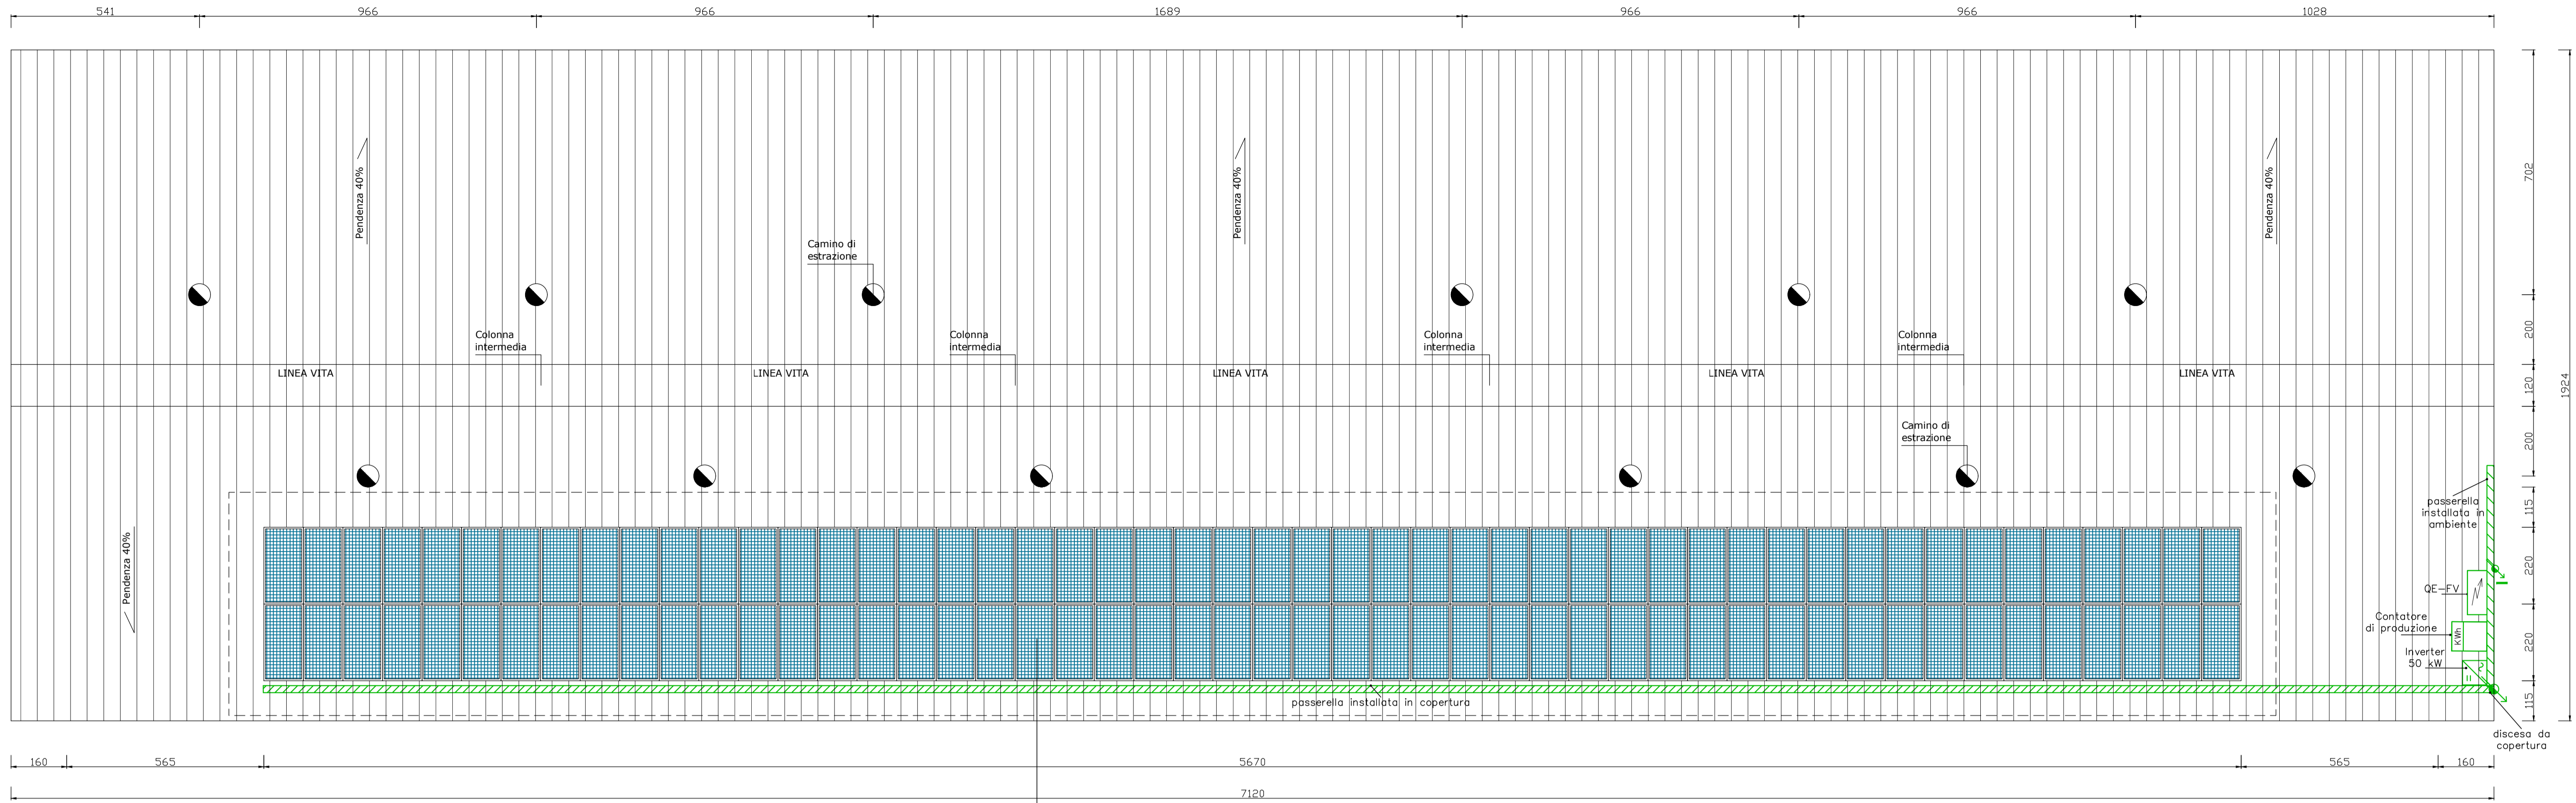 541
966
966
1689
966
966
1028
Pendenza 40%
Pendenza 40%
Pendenza 40%
702
Camino di
estrazione
200
Colonna
intermedia
Colonna
intermedia
Colonna
intermedia
Colonna
intermedia
LINEA VITA
LINEA VITA
LINEA VITA
LINEA VITA
LINEA VITA
120
1924
Camino di
estrazione
200
passerella
installata in
ambiente
115
Pendenza 40%
220
QE-FV
Contatore
di produzione
KWh
220
Inverter
50 kW
passerella installata in copertura
115
discesa da
copertura
160
565
5670
565
160
7120